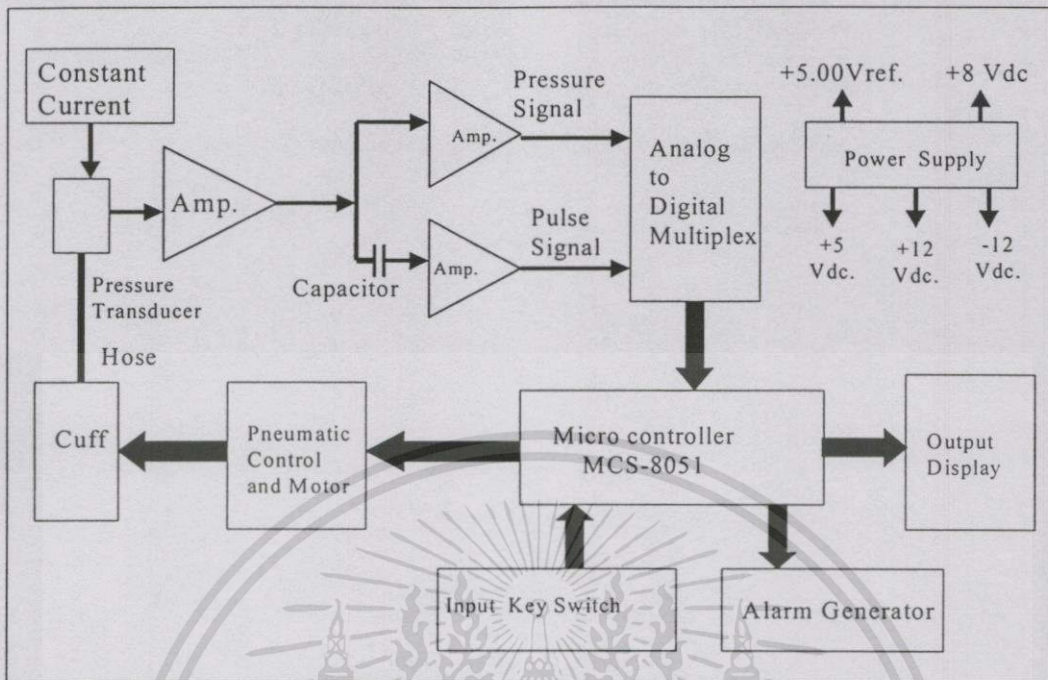 Constant
Current
Amp.
Pressure
Transducer
Hose
Capacitor
Amp.
Pressure
Signal
Amp.
Pulse
Signal
Analog
to
Digital
Multiplex
+5.00Vref.
+8 Vdc
Power Supply
+5
Vdc.
+12
Vdc.
-12
Vdc.
Cuff
Pneumatic
Control
and Motor
Micro controller
MCS-8051
Output
Display
Input Key Switch
Alarm Generator